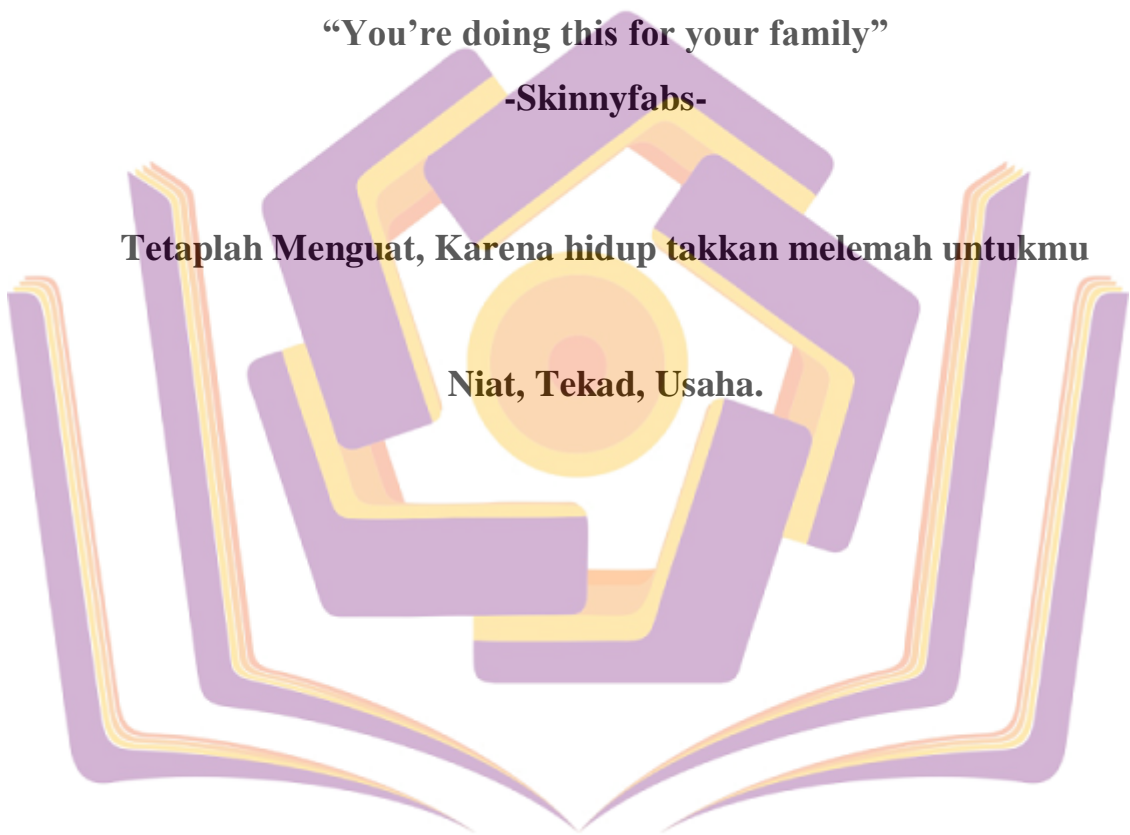 “You’re doing this for your family”
-Skinnyfabs-
Tetaplah Menguat, Karena hidup takkan melemah untukmu
Niat, Tekad, Usaha.